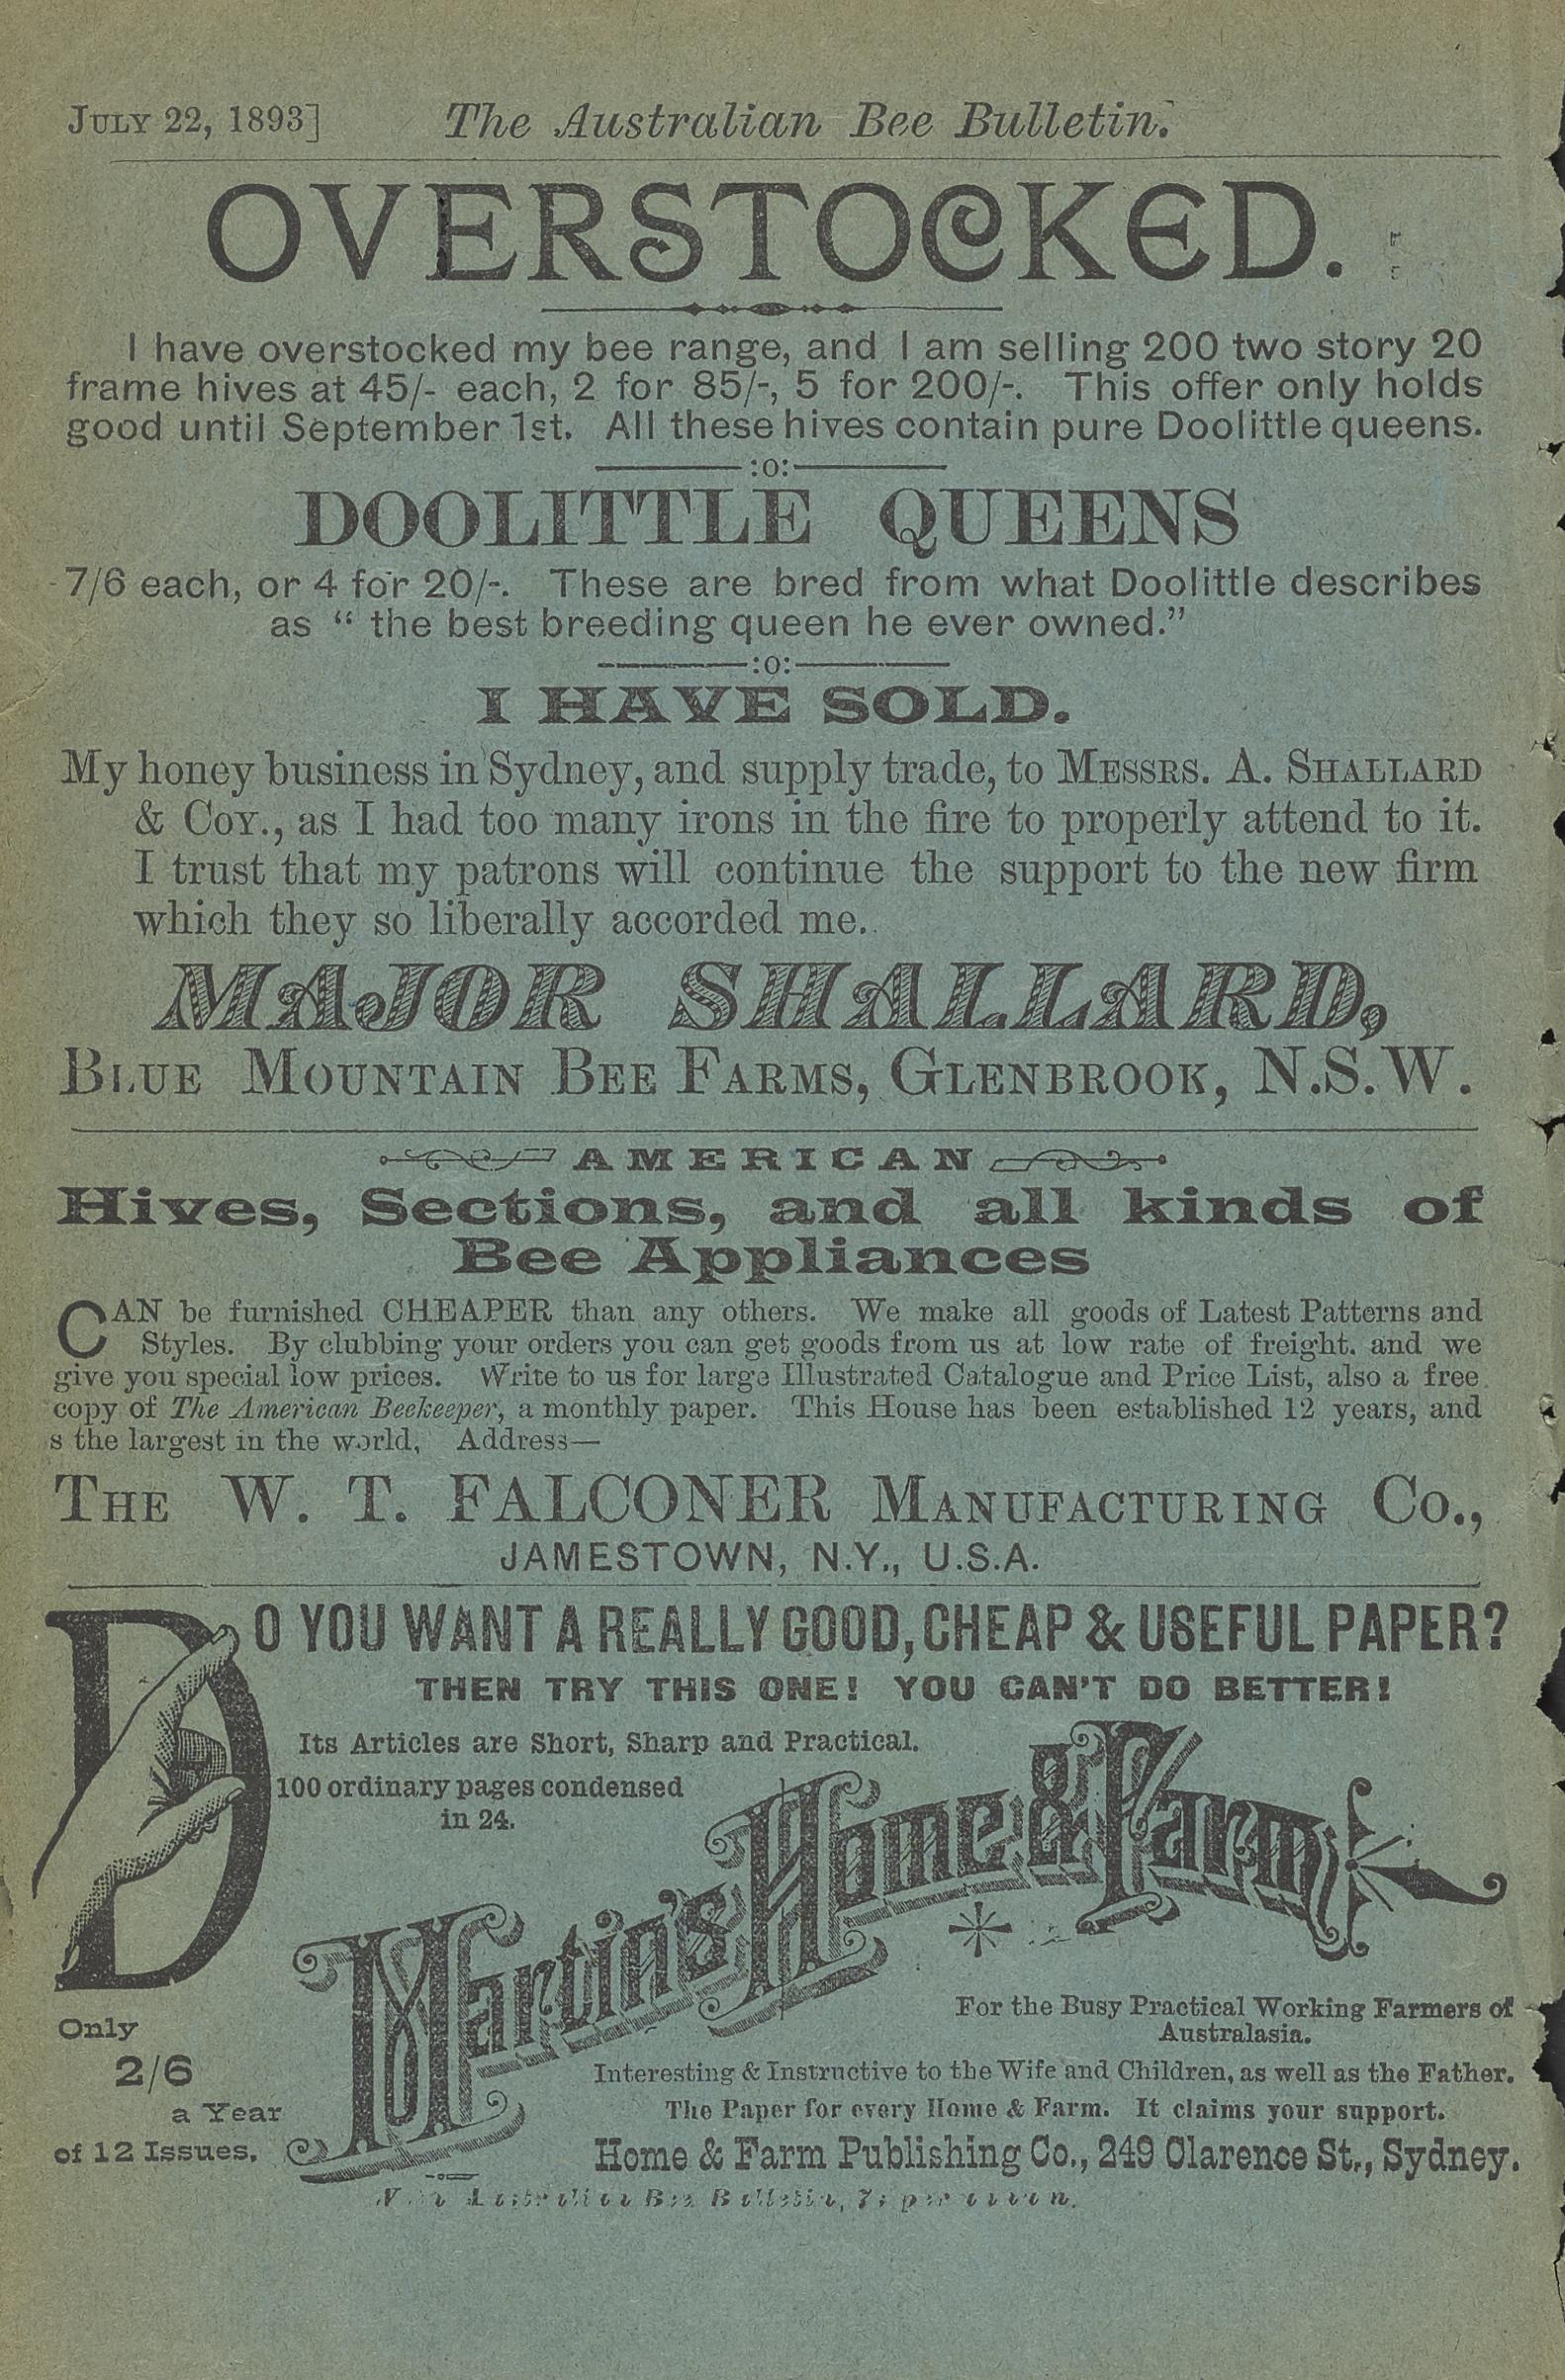 JULY 22, 1893] The Australian Bee Bulletin.
OVERSTOCKED.
I have overstocked my bee range, and I am selling 200 two story 20
frame hives at 45/- each, 2 for 85/-, 5 for 200/-. This offer only holds
good until September 1st. All these hives contain pure Doolittle queens.
:o:
DOOLITTLE QUEENS
7/6 each, or 4 for 20/-. These are bred from what Doolittle describes
as " the best breeding queen he ever owned."
:o:
I HAVE SOLD.
My honey business in Sydney, and supply trade, to MESSRS. A. SHALLARD
& COY., as I had too many irons in the fire to properly attend to it.
I trust that my patrons will continue the support to the new firm
which they so liberally accorded me.
MAJOR SHALLARD,
BLUE MOUNTAIN BEE FARMS, GLENBROOK, N.S.W.
AMERICAN
Hives, Sections, and all kinds of
Bee Appliances
CAN be furnished CHEAPER than any others. We make all goods of Latest Patterns and
Styles. By clubbing your orders you can get goods from us at low rate of freight. and we
give you special low prices. Write to us for large Illustrated Catalogue and Price List, also a free
copy of The American Beekeeper, a monthly paper. This House has been established 12 years, and
s the largest in the world, Address—
THE W. T. FALCONER MANUFACTURING CO.,
JAMESTOWN, N.Y., U.S.A.
DO YOU WANT A REALLY GOOD, CHEAP & USEFUL PAPER?
THEN TRY THIS ONE! YOU CAN'T DO BETTER!
Its Articles are Short, Sharp and Practical.
100 ordinary pages condensed
in 24.
Martin's Home & Farm
For the Busy Practical Working Farmers of
Australasia.
Only
2/6
a Year
of 12 Issues.
Interesting & Instructive to the Wife and Children, as well as the Father.
The Paper for every Home & Farm. It claims your support.
Home & Farm Publishing Co., 249 Clarence St., Sydney.
Bee Bulletin,